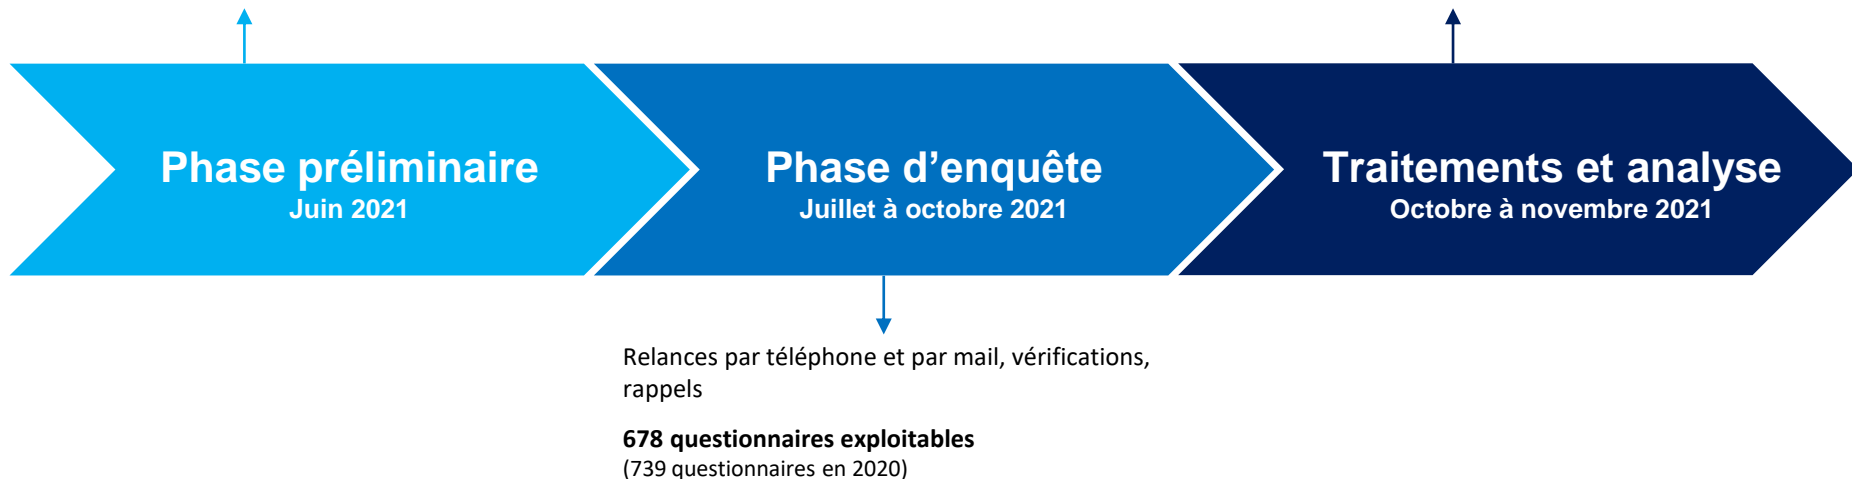 Phase préliminaire
Juin 2021
Phase d’enquête
Juillet à octobre 2021
Traitements et analyse
Octobre à novembre 2021
Relances par téléphone et par mail, vérifications,
rappels
678 questionnaires exploitables
(739 questionnaires en 2020)